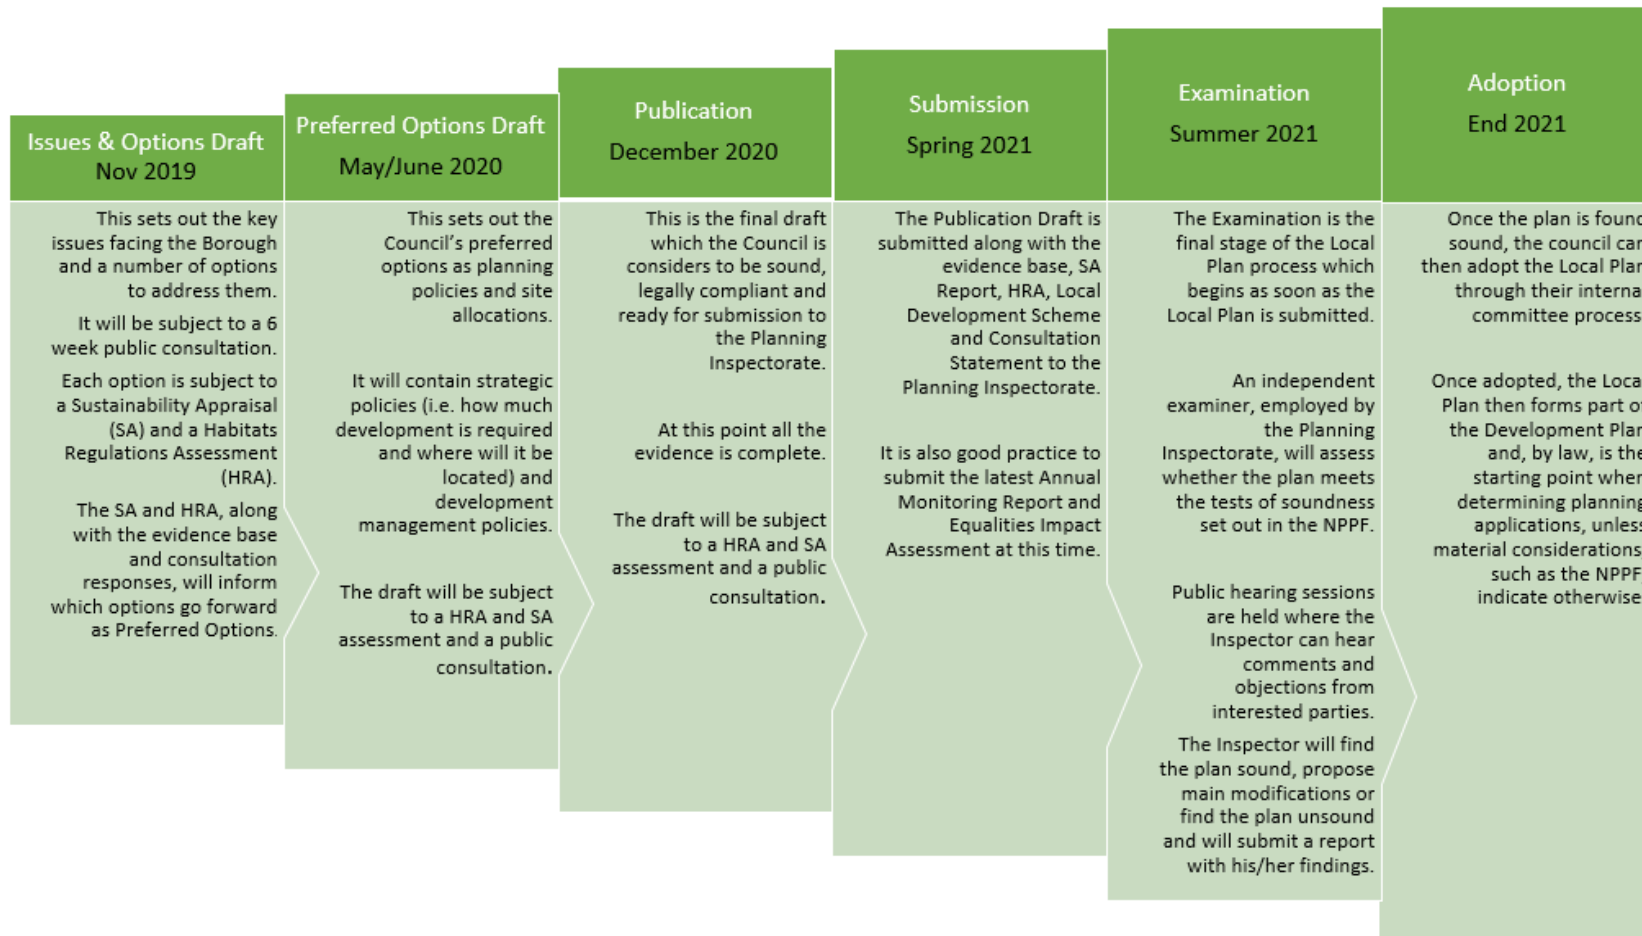 Issues & Options Draft
Nov 2019
This sets out the key
issues facing the Borough
and a number of options
to address them.
It will be subject to a 6
week public consultation.
Each option is subject to
a Sustainability Appraisal
(SA) and a Habitats
Regulations Assessment
(HRA).
The SA and HRA, along
with the evidence base
and consultation
responses, will inform
which options go forward
as Preferred Options.
Preferred Options Draft
May/June 2020
This sets out the
Council's preferred
options as planning
policies and site
allocations.
It will contain strategic
policies (i.e. how much
development is required
and where will it be
located) and
development
management policies.
The draft will be subject
to a HRA and SA
assessment and a public
consultation.
Publication
December 2020
This is the final draft
which the Council is
considers to be sound,
legally compliant and
ready for submission to
the Planning
Inspectorate.
At this point all the
evidence is complete.
The draft will be subject
to a HRA and SA
assessment and a public
consultation.
Submission
Spring 2021
The Publication Draft is
submitted along with the
evidence base, SA
Report, HRA, Local
Development Scheme
and Consultation
Statement to the
Planning Inspectorate.
It is also good practice to
submit the latest Annual
Monitoring Report and
Equalities Impact
Assessment at this time.
Examination
Summer 2021
The Examination is the
final stage of the Local
Plan process which
begins as soon as the
Local Plan is submitted.
An independent
examiner, employed by
the Planning
Inspectorate, will assess
whether the plan meets
the tests of soundness
set out in the NPPF.
Public hearing sessions
are held where the
Inspector can hear
comments and
objections from
interested parties.
The Inspector will find
the plan sound, propose
main modifications or
find the plan unsound
and will submit a report
with his/her findings.
Adoption
End 2021
Once the plan is found
sound, the council can
then adopt the Local Plan
through their interna
committee process
Once adopted, the Loca
Plan then forms part of
the Development Plan
and, by law, is the
starting point when
determining planning
applications, unless
material considerations
such as the NPPF
indicate otherwise